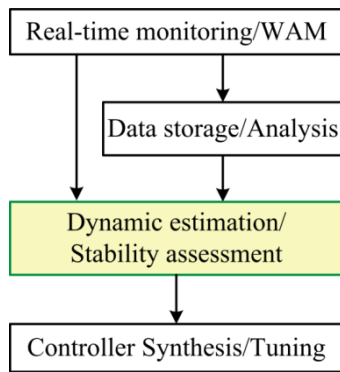 Real-time monitoring/WAM
Data storage/Analysis
Dynamic estimation/
Stability assessment
Controller Synthesis/Tuning